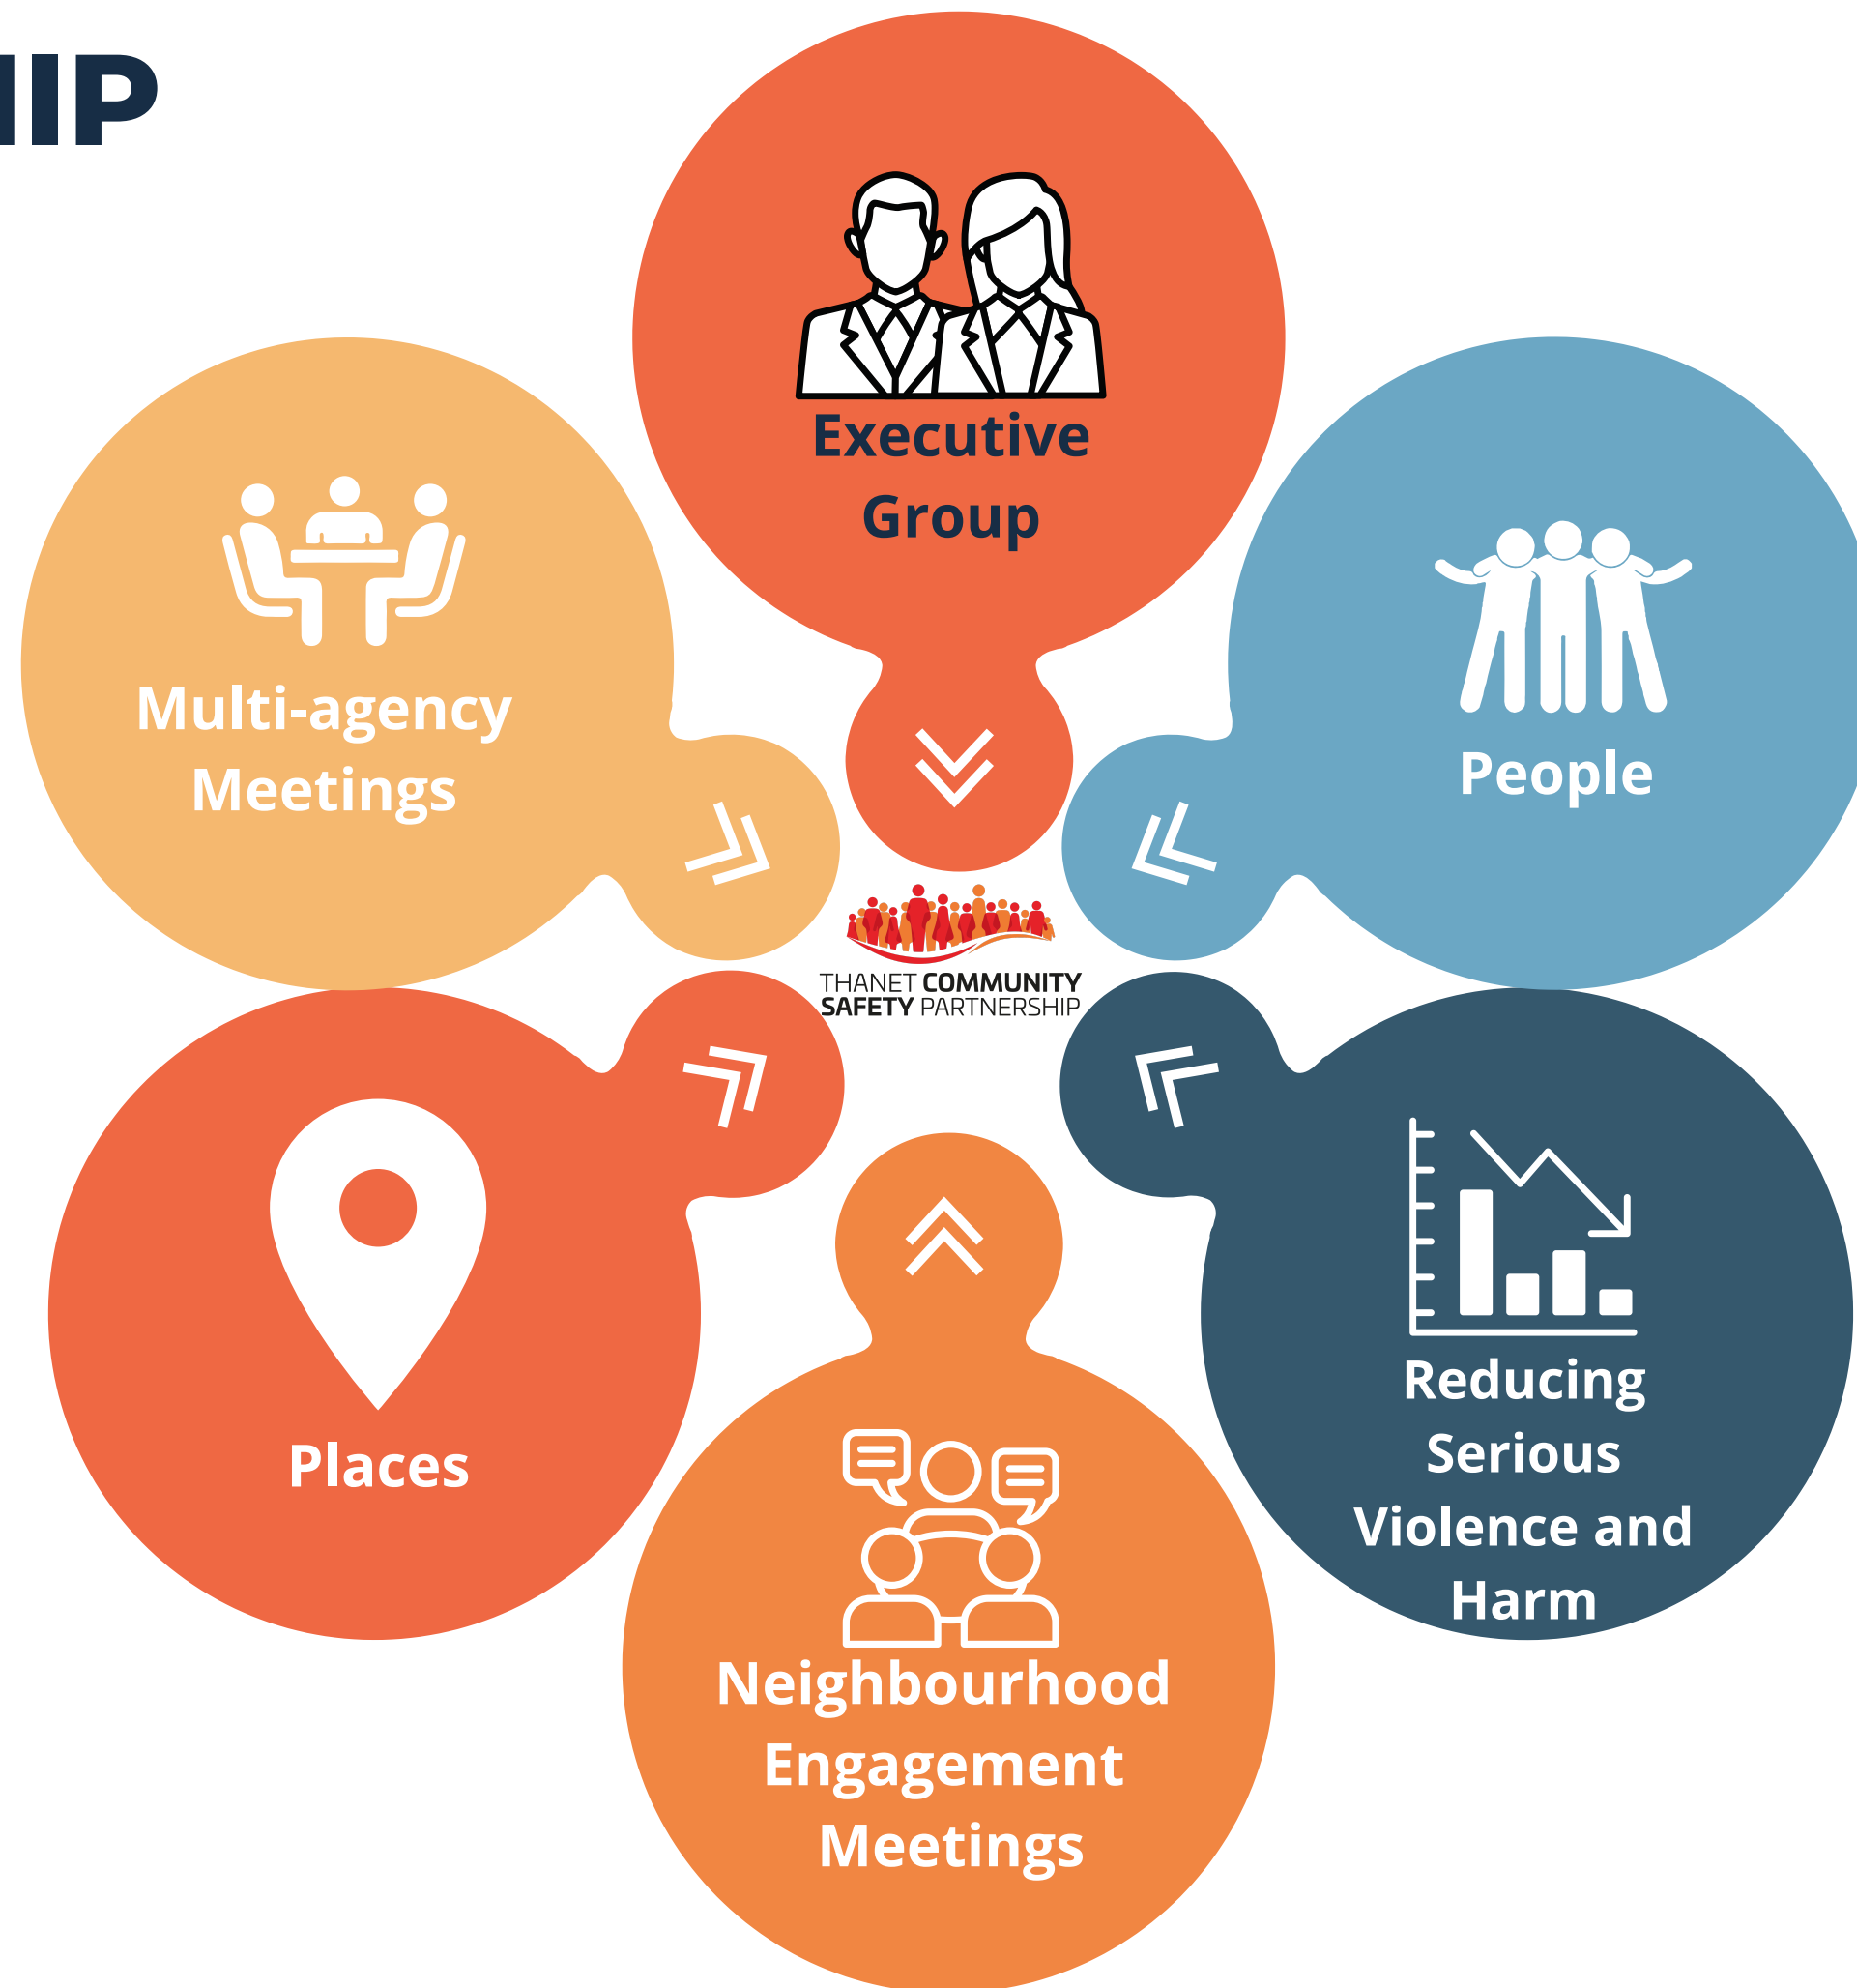 IP
Executive
Group
Multi-agency
Meetings
People
THANET COMMUNITY
SAFETY PARTNERSHIP
Places
Reducing
Serious
Violence and
Harm
Neighbourhood
Engagement
Meetings